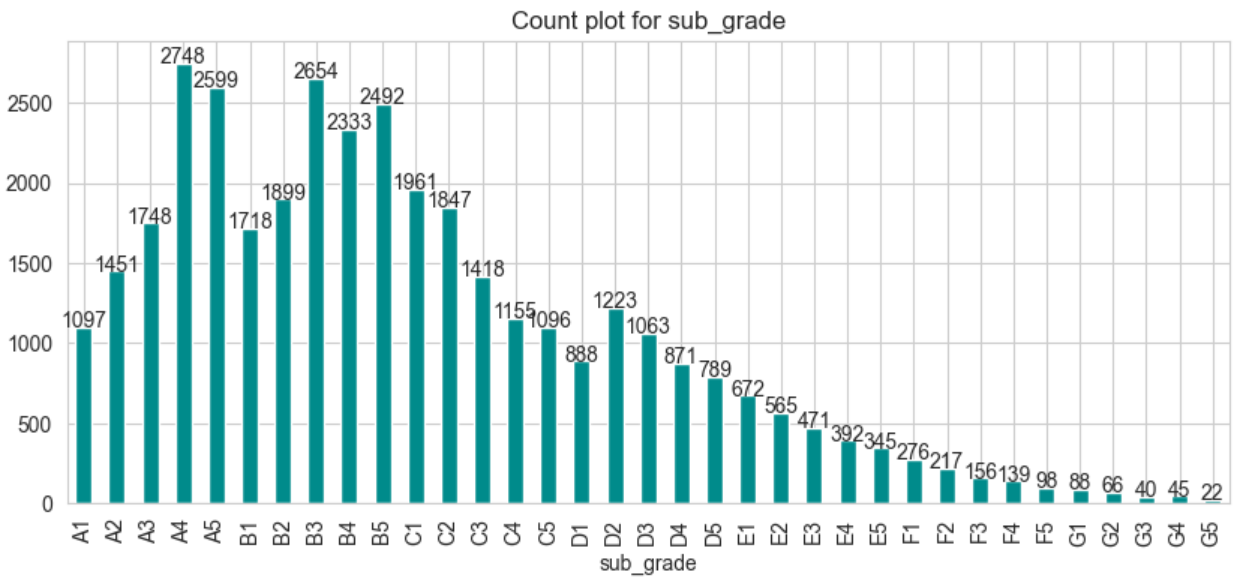 Count plot for sub_grade
2500
2000
1500
1000
500
0
1097
1451
1748
2748
2599
1718
1899
2654
2333
2492
1961
1847
1418
1155
1096
888
1223
1063
871
789
672
565
471
392
345
276
217
156
139
98
88
66
40
45
22
A1
A2
A3
A4
A5
B1
B2
B3
B4
B5
C1
C2
C3
C4
C5
D1
D2
D3
D4
D5
E1
E2
E3
E4
E5
F1
F2
F3
F4
F5
G1
G2
G3
G4
G5
sub_grade